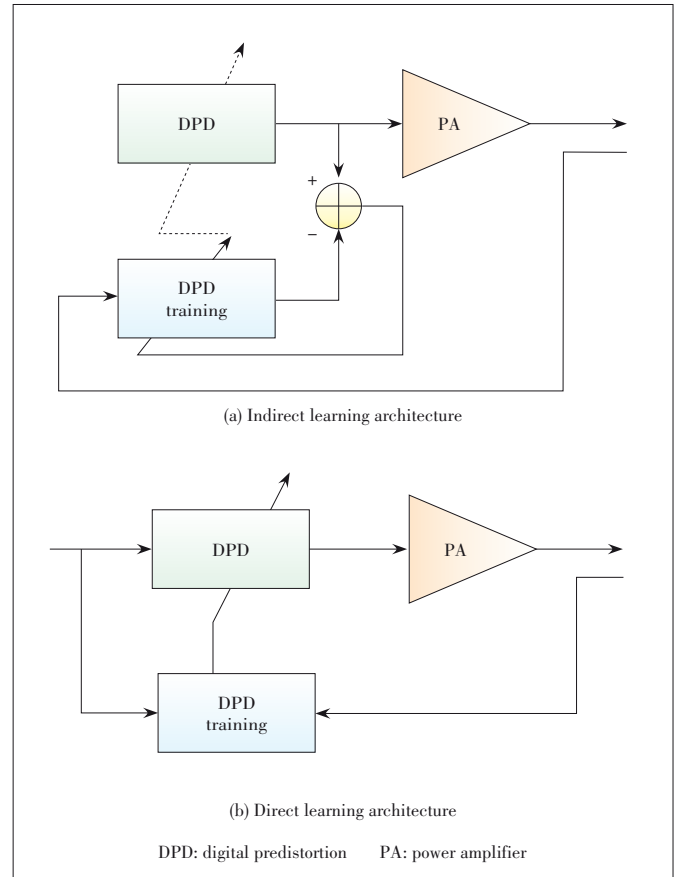 DPD
PA
+
−
DPD
training
(a) Indirect learning architecture
DPD
PA
DPD
training
(b) Direct learning architecture
DPD: digital predistortion PA: power amplifier